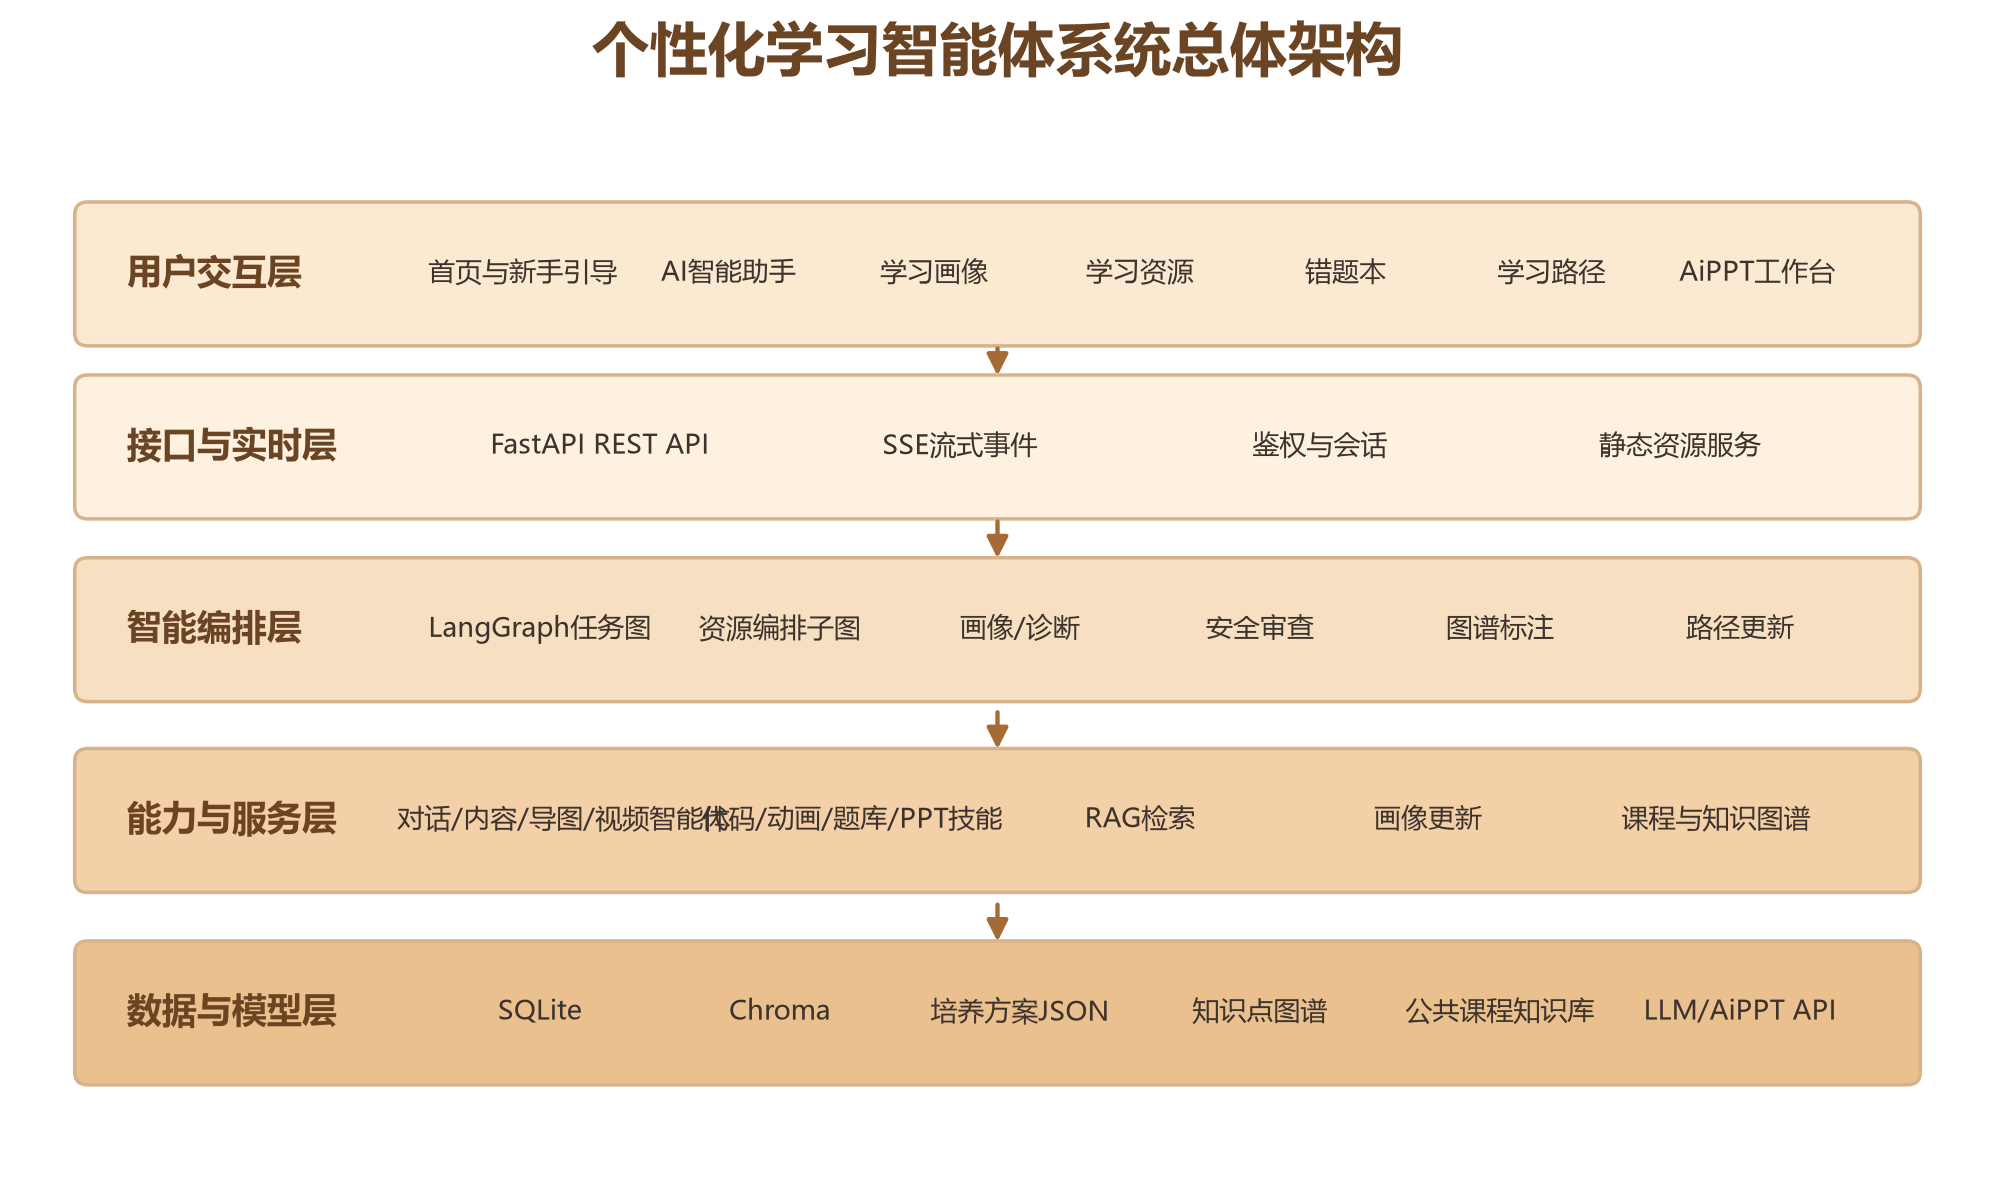 个性化学习智能体系统总体架构
用户交互层 首页与新手引导 AI智能助手 学习画像 学习资源 错题本 学习路径 AiPPT工作台
接口与实时层 FastAPI REST API SSE流式事件 鉴权与会话 静态资源服务
智能编排层 LangGraph任务图 资源编排子图 画像/诊断 安全审查 图谱标注 路径更新
能力与服务层 对话/内容/导图/视频智能体 代码/动画/题库/PPT技能 RAG检索 画像更新 课程与知识图谱
数据与模型层 SQLite Chroma 培养方案JSON 知识点图谱 公共课程知识库 LLM/AiPPT API